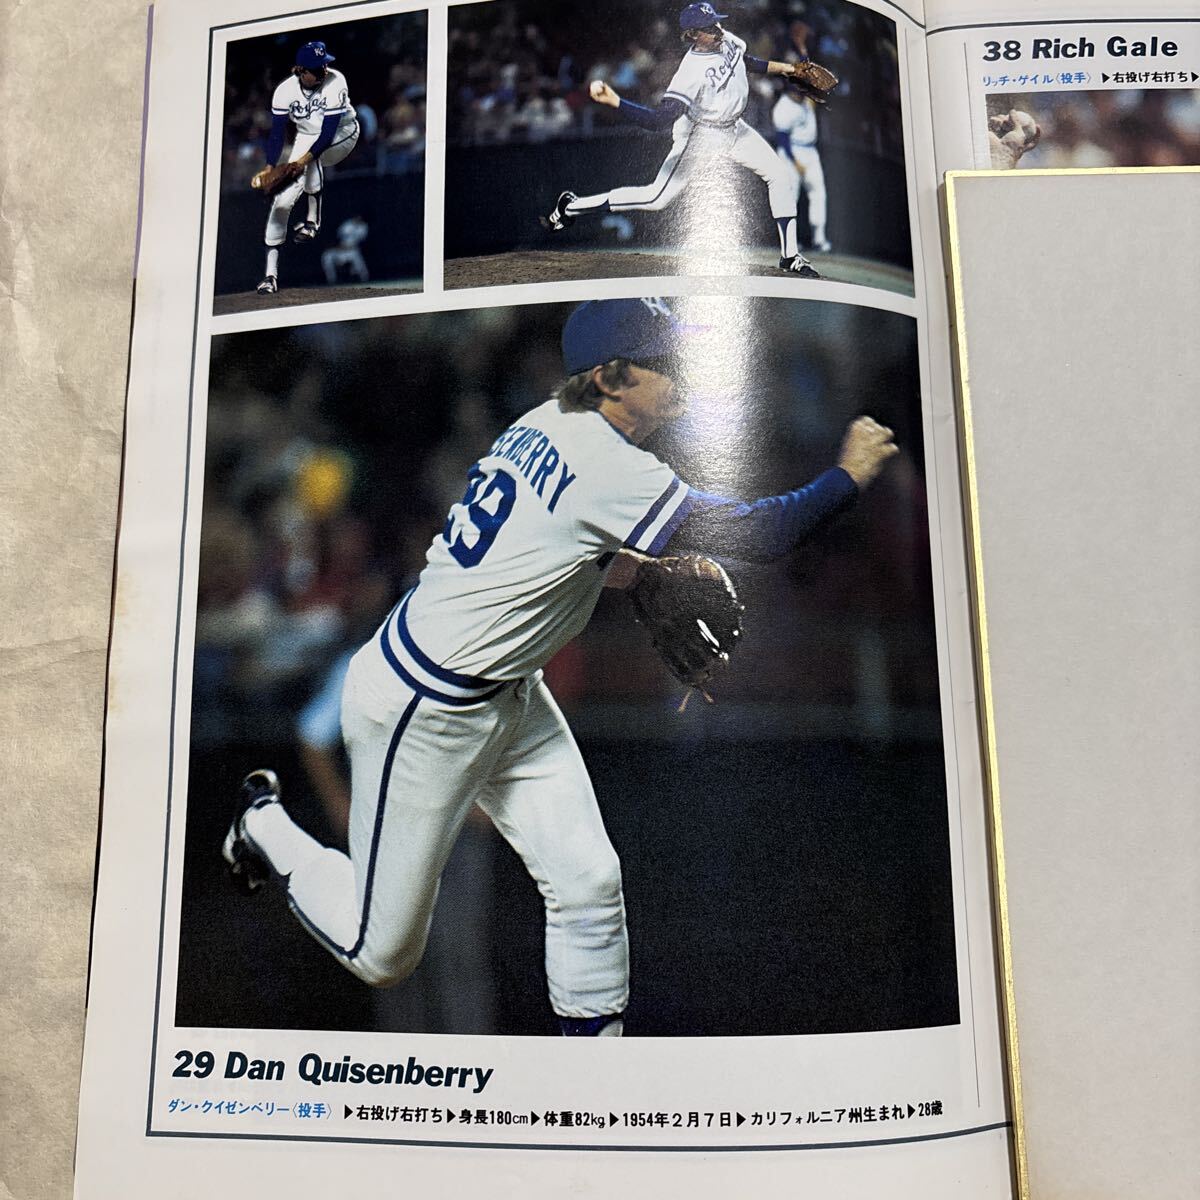 KC
Royals
KC
Royals
38 Rich Gale
リッチ・ゲイル〈投手〉 ▶右投げ右打ち▶
KC
SENBERRY
29
29 Dan Quisenberry
ダン・クイゼンベリー〈投手〉 ▶右投げ右打ち▶身長180cm▶体重82kg▶1954年2月7日▶カリフォルニア州生まれ▶28歳